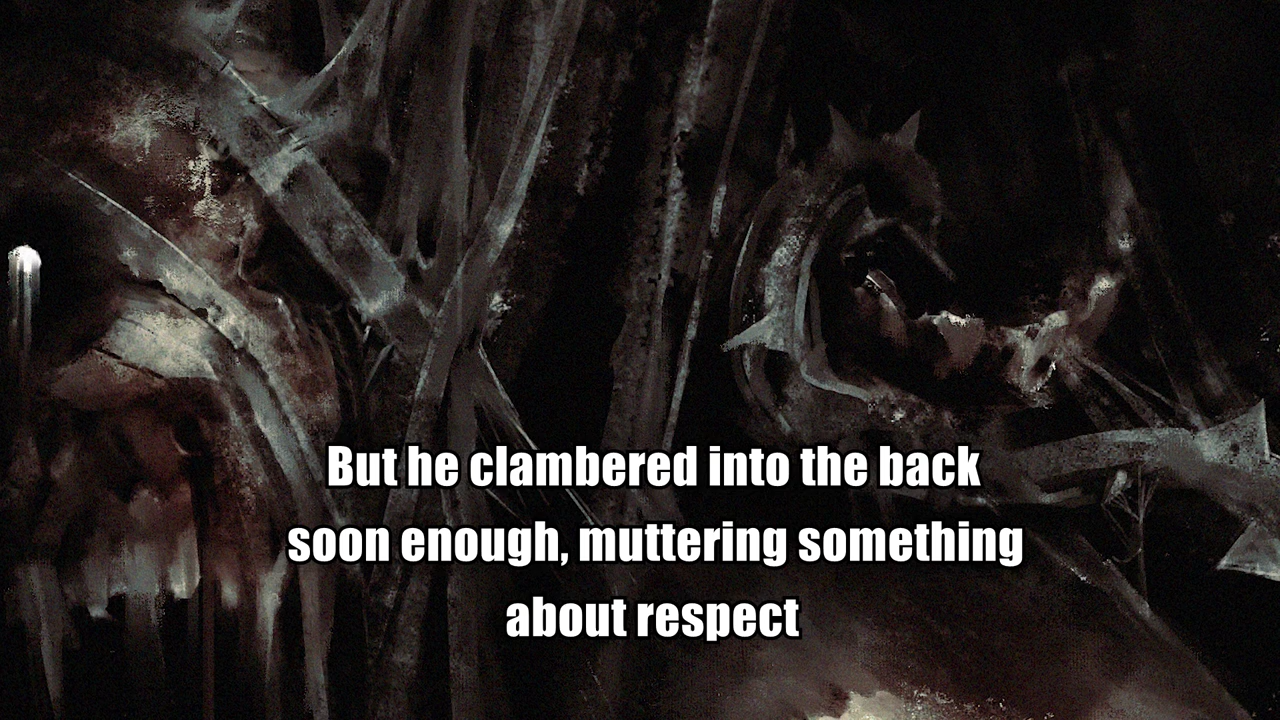 But he clambered into the back
soon enough, muttering something
about respect